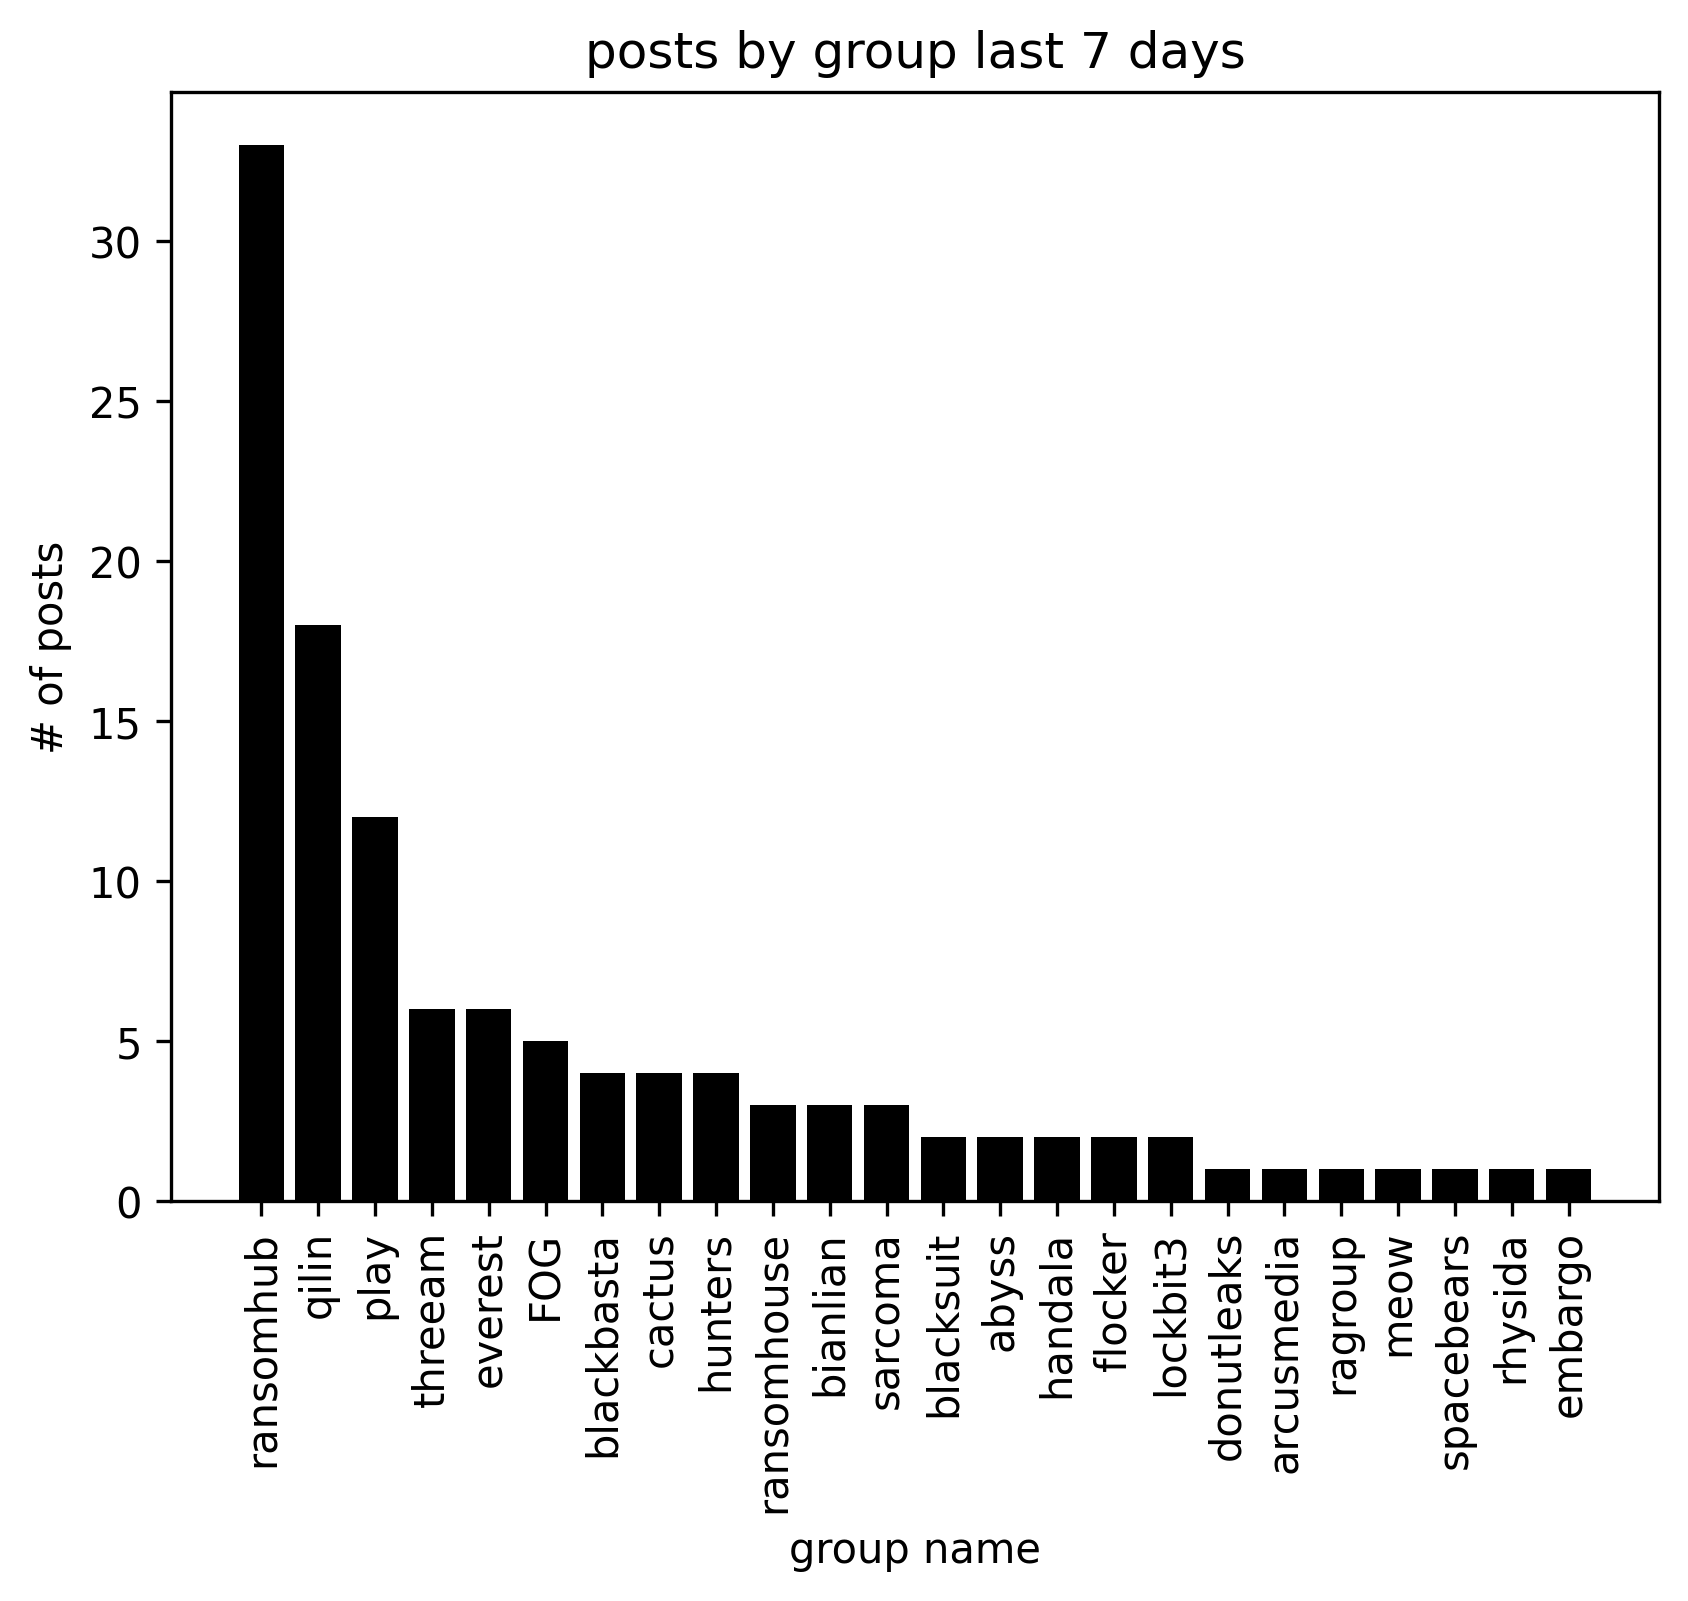 posts by group last 7 days
# of posts
30
25
20
15
10
5
0
ransomhub
qilin
play
threeam
everest
FOG
blackbasta
cactus
hunters
ransomhouse
bianlian
sarcoma
blacksuit
abyss
handala
flocker
lockbit3
donutleaks
arcusmedia
ragroup
meow
spacebears
rhysida
embargo
group name